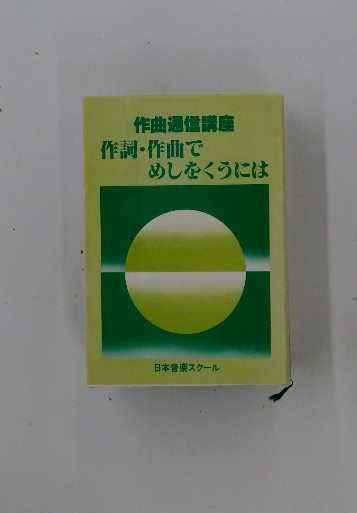 作曲通信講座
作詞・作曲で
めしをくうには
日本音楽スクール